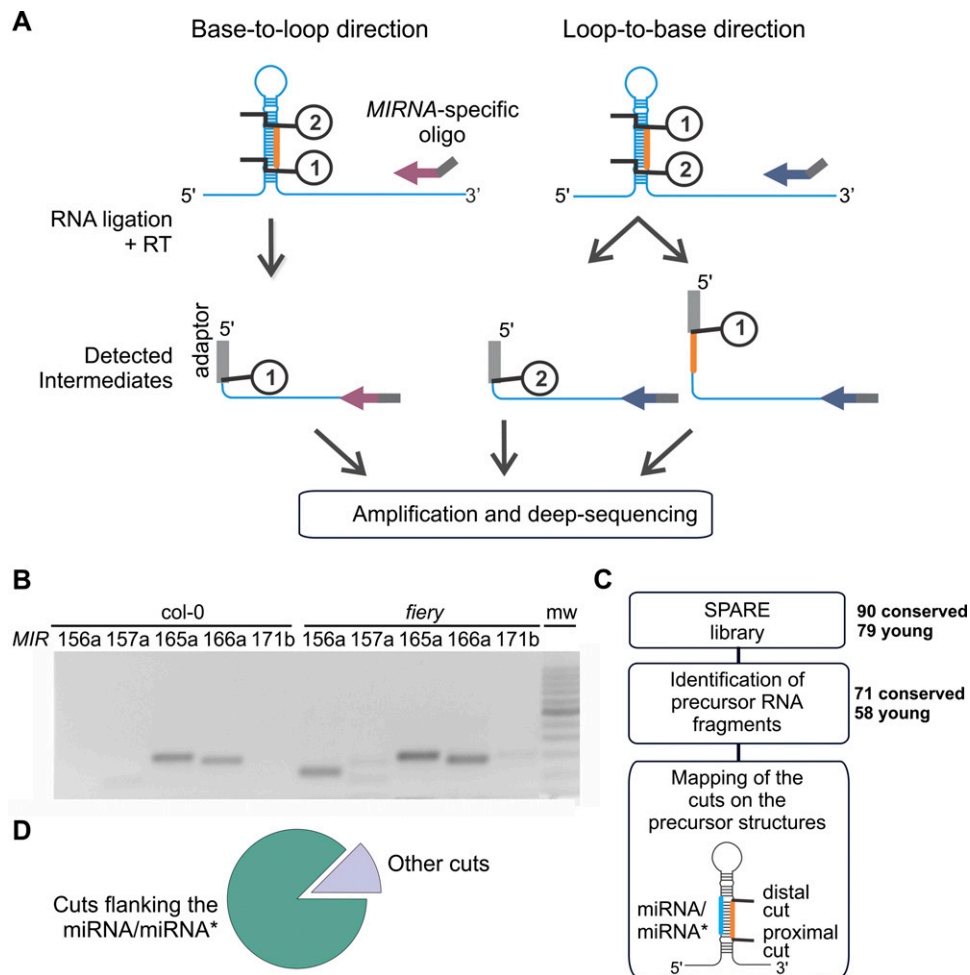 A
Base-to-loop direction
Loop-to-base direction
MIRNA-specific
oligo
2
1
1
2
5'
3'
5'
3'
RNA ligation
+ RT
Detected
Intermediates
adaptor
5'
1
5'
2
5'
1
Amplification and deep-sequencing
B
col-0
fiery
mw
MIR 156a 157a 165a 166a 171b 156a 157a 165a 166a 171b
C
SPARE
library
90 conserved
79 young
Identification of
precursor RNA
fragments
71 conserved
58 young
Mapping of the
cuts on the
precursor structures
miRNA/
miRNA*
distal
cut
proximal
cut
5'
3'
D
Other cuts
Cuts flanking the
miRNA/miRNA*